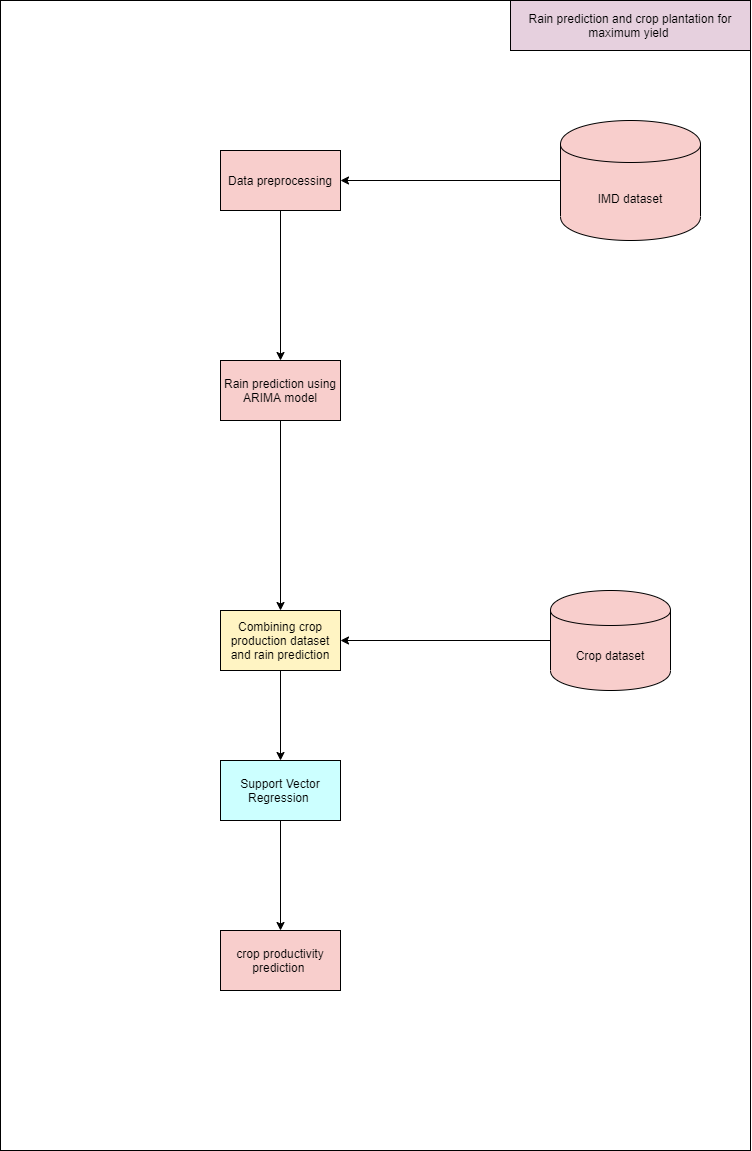 Rain prediction and crop plantation for
maximum yield
Data preprocessing
IMD dataset
Rain prediction using
ARIMA model
Combining crop
production dataset
and rain prediction
Crop dataset
Support Vector
Regression
crop productivity
prediction